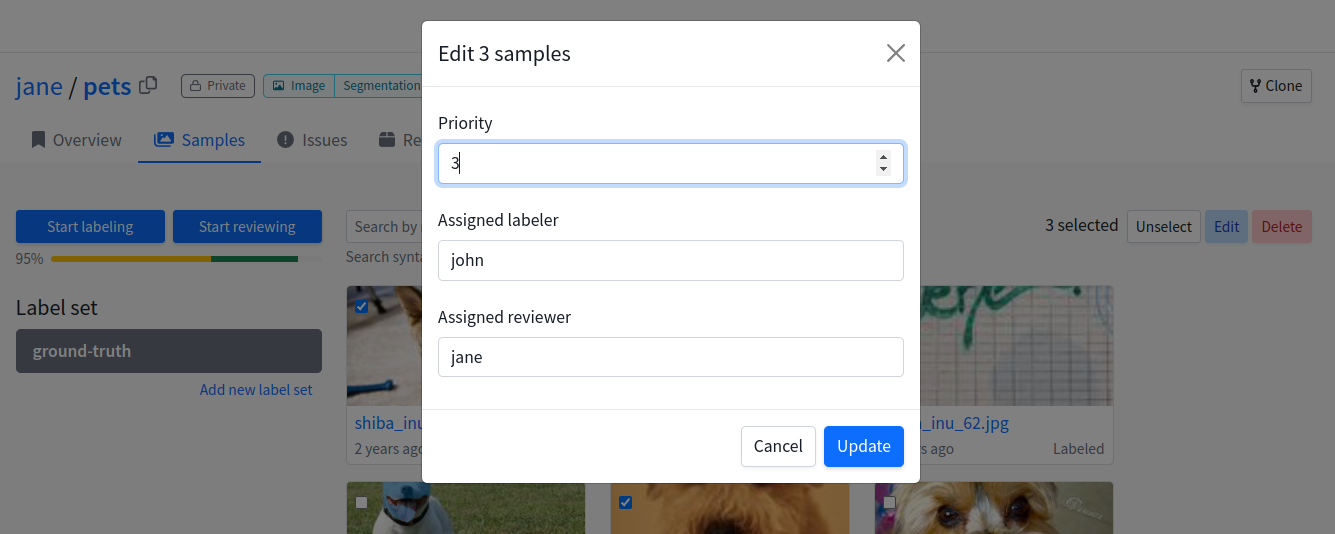 Edit 3 samples
jane / pets
Private
Image
Segmentation
Clone
Overview
Samples
Issues
Re
Priority
3
Assigned labeler
john
Assigned reviewer
jane
Cancel
Update
Start labeling
Start reviewing
95%
Search by
Search synta
3 selected
Unselect
Edit
Delete
Label set
ground-truth
Add new label set
shiba_inu
2 years ago
_inu_62.jpg
s ago
Labeled